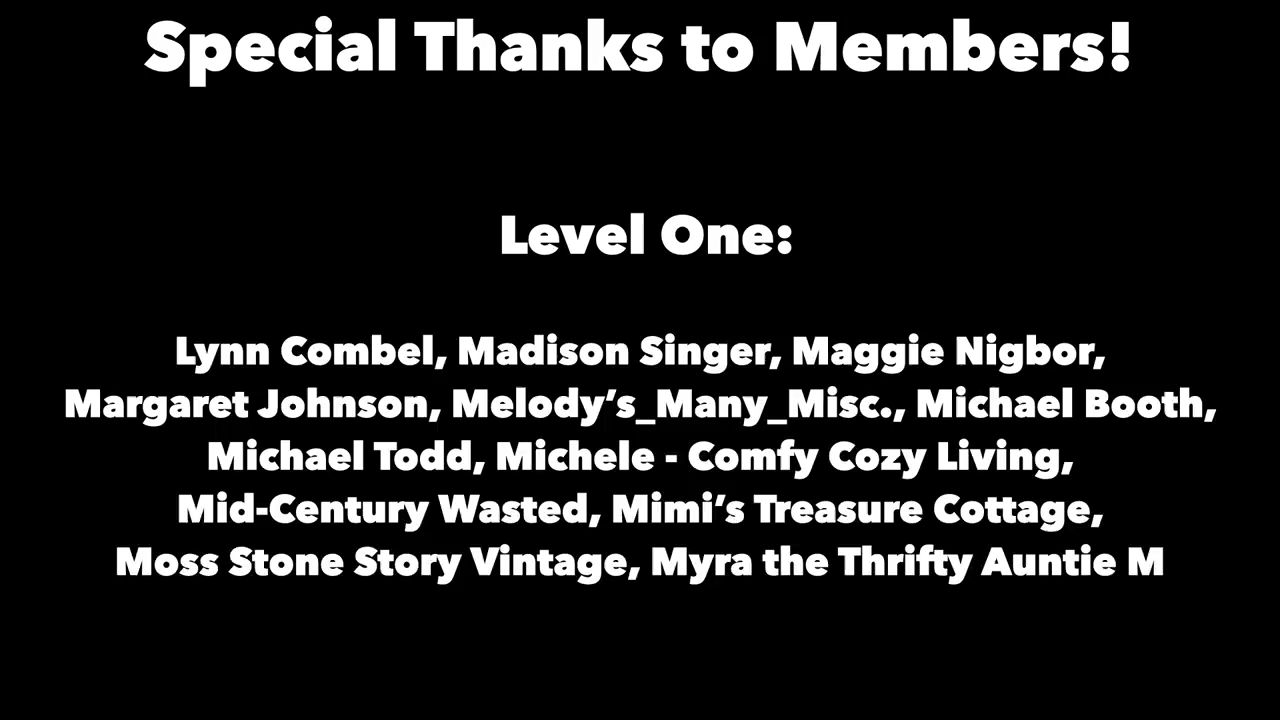 Special Thanks to Members!
Level One:
Lynn Combel, Madison Singer, Maggie Nigbor,
Margaret Johnson, Melody’s_Many_Misc., Michael Booth,
Michael Todd, Michele - Comfy Cozy Living,
Mid-Century Wasted, Mimi’s Treasure Cottage,
Moss Stone Story Vintage, Myra the Thrifty Auntie M